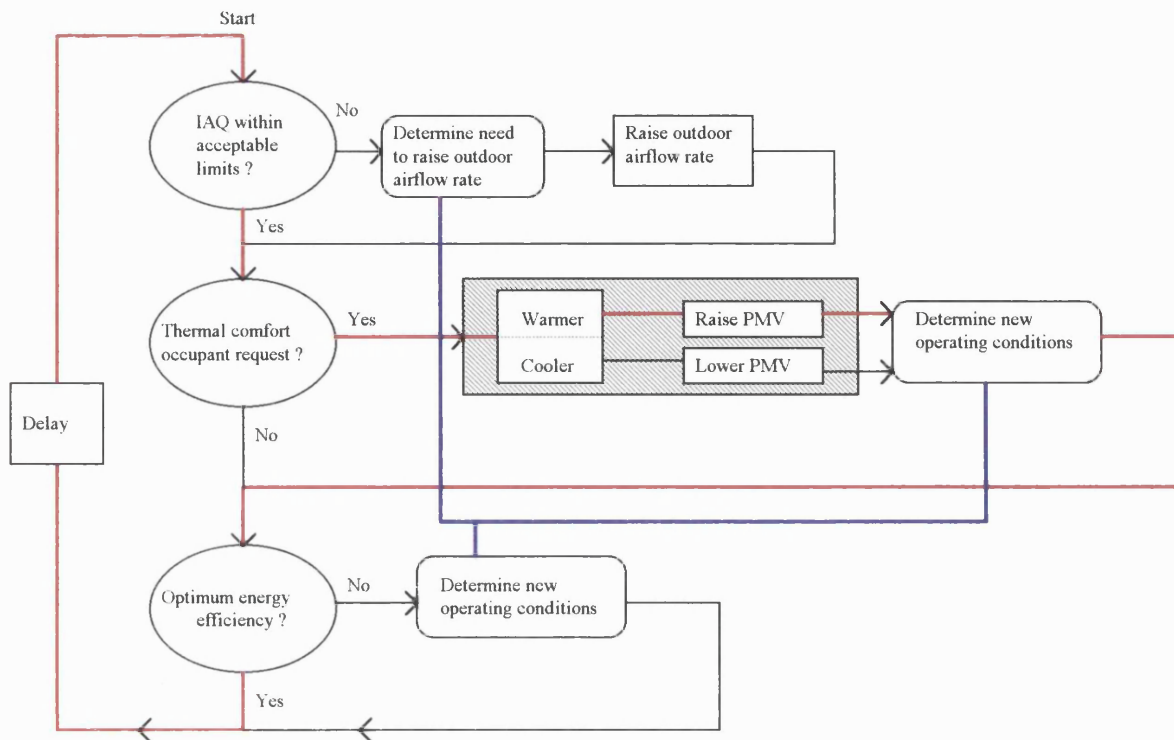 Start
IAQ within
acceptable
limits ?
No
Determine need
to raise outdoor
airflow rate
Raise outdoor
airflow rate
Yes
Thermal comfort
occupant request ?
Yes
Warmer
Cooler
Raise PMV
Lower PMV
Determine new
operating conditions
Delay
No
Optimum energy
efficiency ?
No
Determine new
operating conditions
Yes